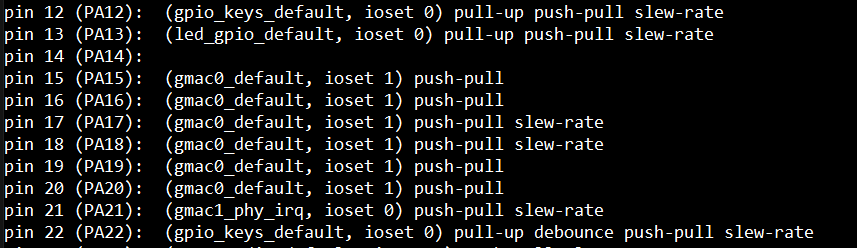 pin 12 (PA12):  (gpio_keys_default, ioset 0) pull-up push-pull slew-rate
pin 13 (PA13):  (led_gpio_default, ioset 0) pull-up push-pull slew-rate
pin 14 (PA14):
pin 15 (PA15):  (gmac0_default, ioset 1) push-pull
pin 16 (PA16):  (gmac0_default, ioset 1) push-pull
pin 17 (PA17):  (gmac0_default, ioset 1) push-pull slew-rate
pin 18 (PA18):  (gmac0_default, ioset 1) push-pull slew-rate
pin 19 (PA19):  (gmac0_default, ioset 1) push-pull
pin 20 (PA20):  (gmac0_default, ioset 1) push-pull
pin 21 (PA21):  (gmac1_phy_irq, ioset 0) push-pull slew-rate
pin 22 (PA22):  (gpio_keys_default, ioset 0) pull-up debounce push-pull slew-rate